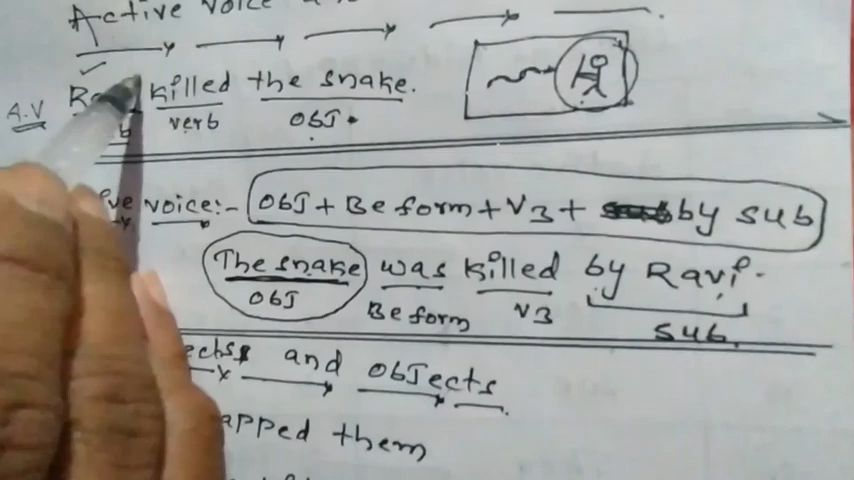 Active voice
A.V killed the snake.
verb OBJ.
voice:- OBJ + Be form + V3 + by sub
The snake was killed by Ravi.
OBJ Be form V3 sub.
and objects
them